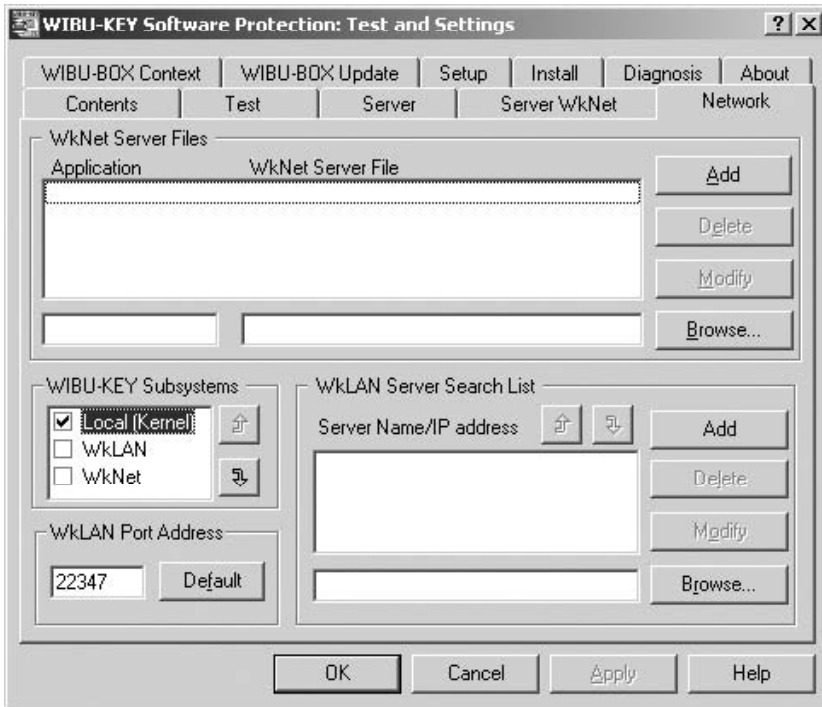 WIBU-KEY Software Protection: Test and Settings
WIBU-BOX Context WIBU-BOX Update Setup Install Diagnosis About
Contents Test Server Server WkNet Network
WkNet Server Files
Application WkNet Server File
Add
Delete
Modify
Browse...
WIBU-KEY Subsystems
Local (Kernel)
WkLAN
WkNet
WkLAN Port Address
22347 Default
WkLAN Server Search List
Server Name/IP address
Add
Delete
Modify
Browse...
OK Cancel Apply Help